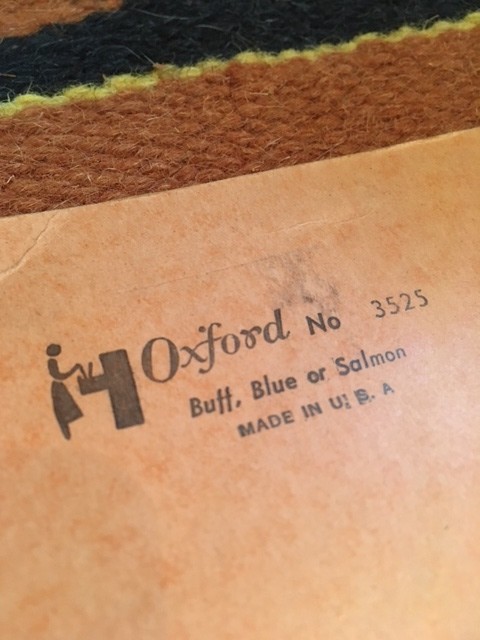 Oxford No 3525
Buff, Blue or Salmon
MADE IN U. S. A